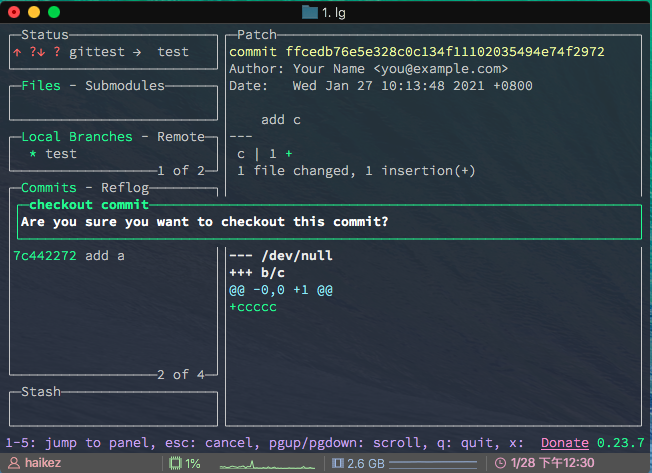 1. lg
Status
↑ ?↓ ? gittest → test
Files - Submodules
Local Branches - Remote
* test
1 of 2
Commits - Reflog
Patch
commit ffcedb76e5e328c0c134f11102035494e74f2972
Author: Your Name <you@example.com>
Date: Wed Jan 27 10:13:48 2021 +0800
add c
---
c | 1 +
1 file changed, 1 insertion(+)
checkout commit
Are you sure you want to checkout this commit?
7c442272 add a
2 of 4
Stash
--- /dev/null
+++ b/c
@@ -0,0 +1 @@
+ccccc
1-5: jump to panel, esc: cancel, pgup/pgdown: scroll, q: quit, x: Donate 0.23.7
haikez 1% 2.6 GB 1/28 下午12:30